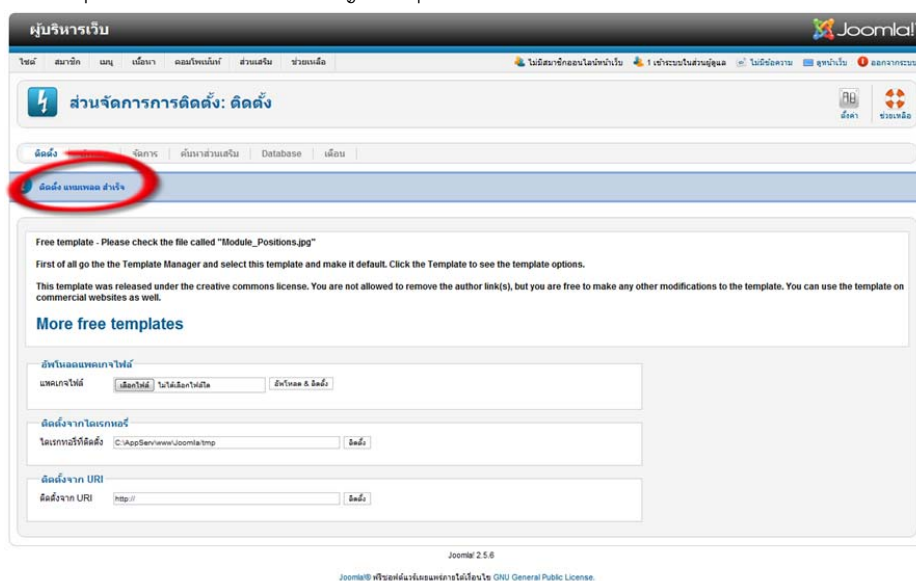 ผู้บริหารเว็บ
Joomla!
ไซต์ สมาชิก เมนู เนื้อหา คอมโพเน้นท์ ส่วนเสริม ช่วยเหลือ
ไม่มีสมาชิกออนไลน์หน้าเว็บ 1 เข้าระบบในส่วนผู้ดูแล ไม่มีข้อความ ดูหน้าเว็บ ออกจากระบบ
ส่วนจัดการการติดตั้ง: ติดตั้ง
ตั้งค่า ช่วยเหลือ
ติดตั้ง จัดการ ค้นหาส่วนเสริม Database เตือน
ติดตั้ง แทมเพลต สำเร็จ
Free template - Please check the file called "Module_Positions.jpg"
First of all go the the Template Manager and select this template and make it default. Click the Template to see the template options.
This template was released under the creative commons license. You are not allowed to remove the author link(s), but you are free to make any other modifications to the template. You can use the template on
commercial websites as well.
More free templates
อัพโหลดแพคเกจไฟล์
แพคเกจไฟล์ เลือกไฟล์ ไม่ได้เลือกไฟล์ใด อัพโหลด & ติดตั้ง
ติดตั้งจากไดเรกทอรี่
ไดเรกทอรี่ที่ติดตั้ง C:\AppServ\www\Joomla/tmp ติดตั้ง
ติดตั้งจาก URI
ติดตั้งจาก URI http:// ติดตั้ง
Joomla! 2.5.6
Joomla!® ฟรีซอฟต์แวร์เผยแพร่ภายใต้เงื่อนไข GNU General Public License.